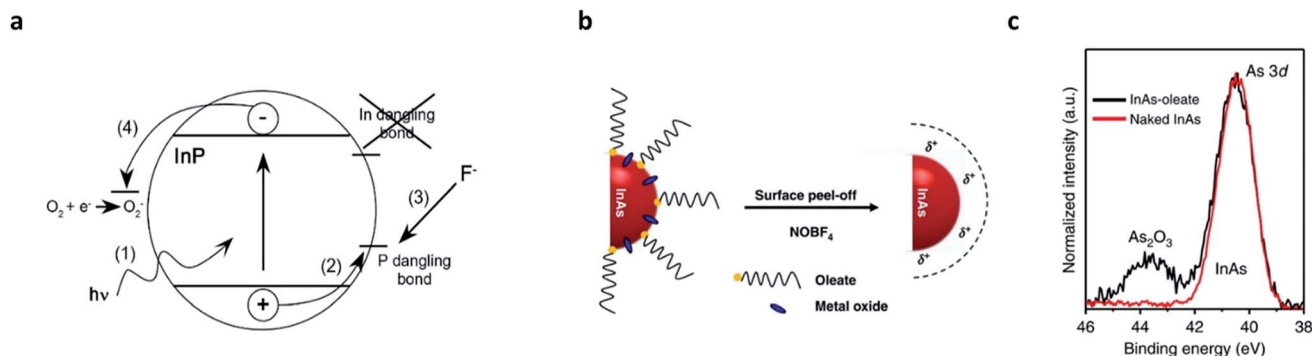 a
(4)
-
In dangling
bond
InP
F⁻
(3)
O₂ + e⁻
O₂⁻
(1)
(2)
P dangling
bond
hν
+
b
InAs
Surface peel-off
NOBF₄
Oleate
Metal oxide
δ⁺
δ⁺
δ⁺
δ⁺
InAs
c
As 3d
InAs-oleate
Naked InAs
As₂O₃
InAs
Normalized intensity (a.u.)
46 44 42 40 38
Binding energy (eV)